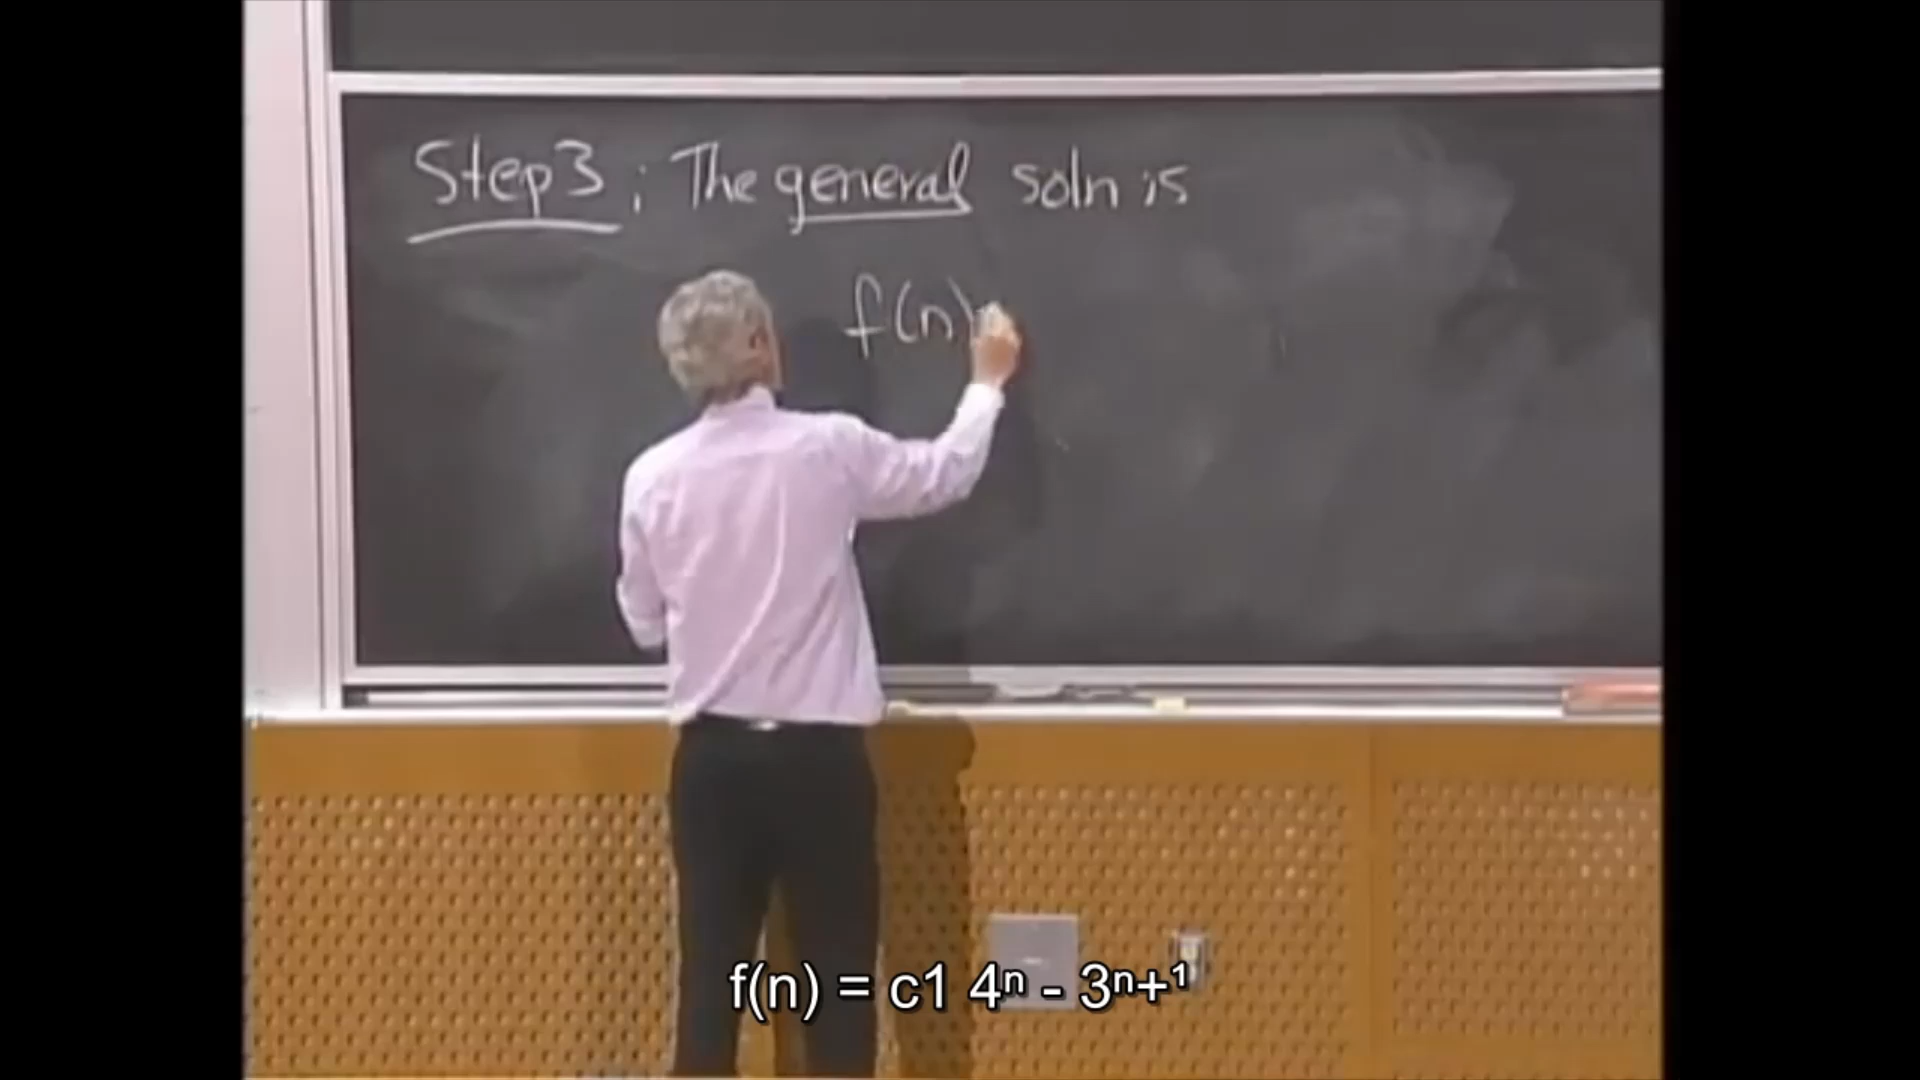 Step 3 : The general soln is
f(n)
f(n) = c1 4ⁿ - 3ⁿ+¹